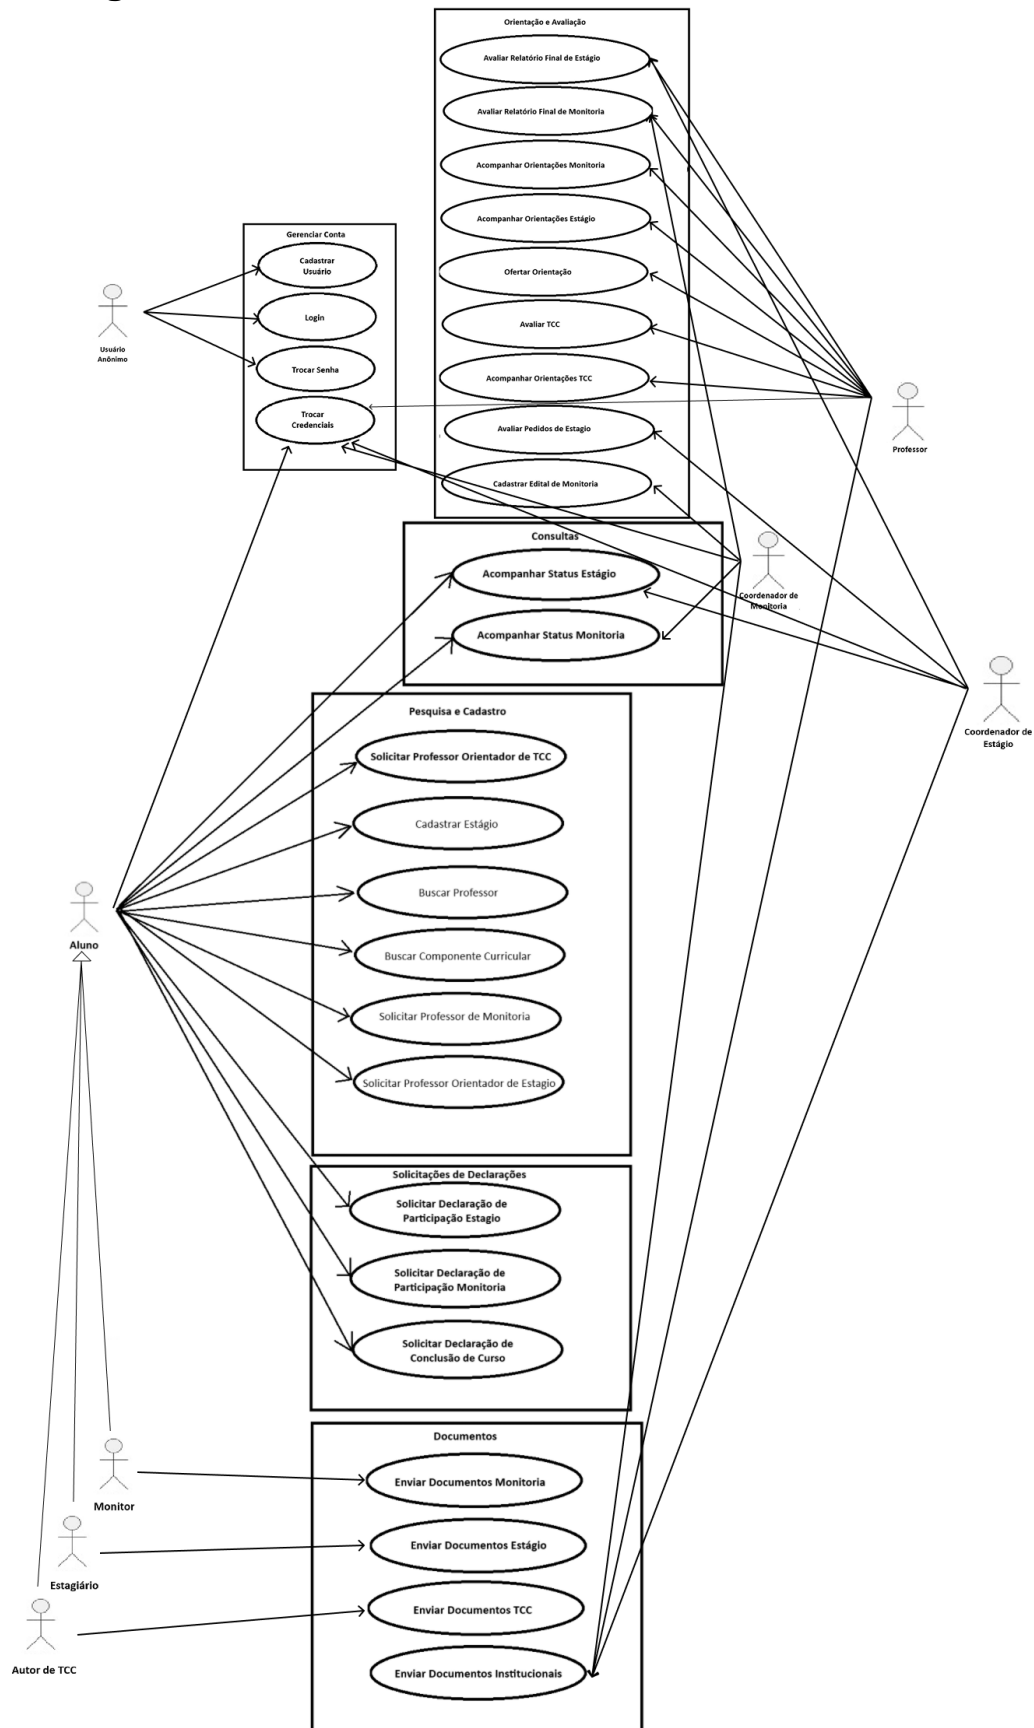 Orientação e Avaliação
Avaliar Relatório Final de Estágio
Avaliar Relatório Final de Monitoria
Acompanhar Orientações Monitoria
Acompanhar Orientações Estágio
Ofertar Orientação
Avaliar TCC
Acompanhar Orientações TCC
Avaliar Pedidos de Estagio
Cadastrar Edital de Monitoria
Gerenciar Conta
Cadastrar
Usuário
Login
Trocar Senha
Trocar
Credenciais
Usuário
Anônimo
Professor
Consultas
Acompanhar Status Estágio
Acompanhar Status Monitoria
Coordenador de
Monitoria
Coordenador de
Estágio
Pesquisa e Cadastro
Solicitar Professor Orientador de TCC
Cadastrar Estágio
Buscar Professor
Buscar Componente Curricular
Solicitar Professor de Monitoria
Solicitar Professor Orientador de Estagio
Aluno
Solicitações de Declarações
Solicitar Declaração de
Participação Estagio
Solicitar Declaração de
Participação Monitoria
Solicitar Declaração de
Conclusão de Curso
Documentos
Enviar Documentos Monitoria
Enviar Documentos Estágio
Enviar Documentos TCC
Enviar Documentos Institucionais
Monitor
Estagiário
Autor de TCC